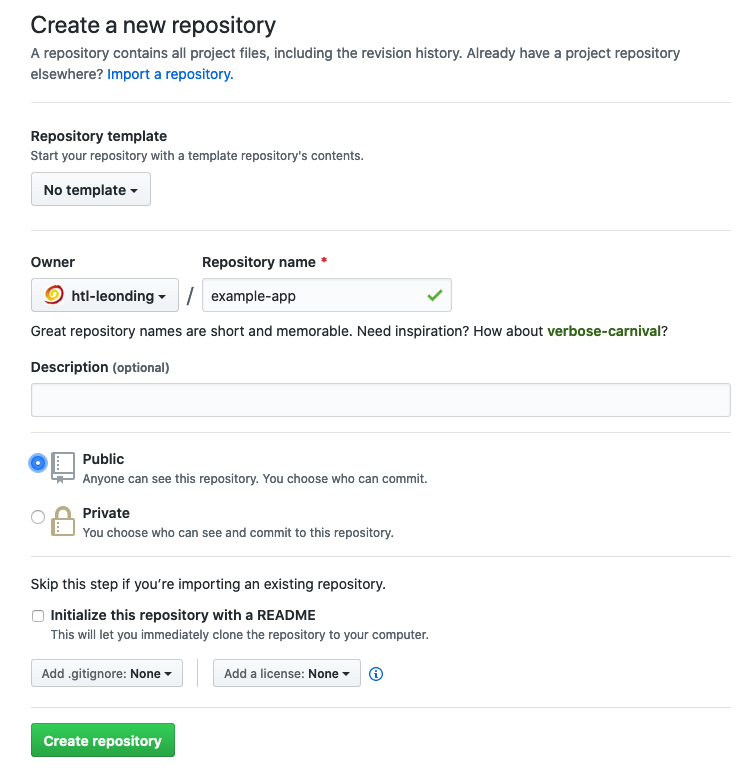 Create a new repository
A repository contains all project files, including the revision history. Already have a project repository
elsewhere? Import a repository.
Repository template
Start your repository with a template repository's contents.
No template
Owner
Repository name *
htl-leonding / example-app
Great repository names are short and memorable. Need inspiration? How about verbose-carnival?
Description (optional)
Public
Anyone can see this repository. You choose who can commit.
Private
You choose who can see and commit to this repository.
Skip this step if you’re importing an existing repository.
Initialize this repository with a README
This will let you immediately clone the repository to your computer.
Add .gitignore: None
Add a license: None
Create repository